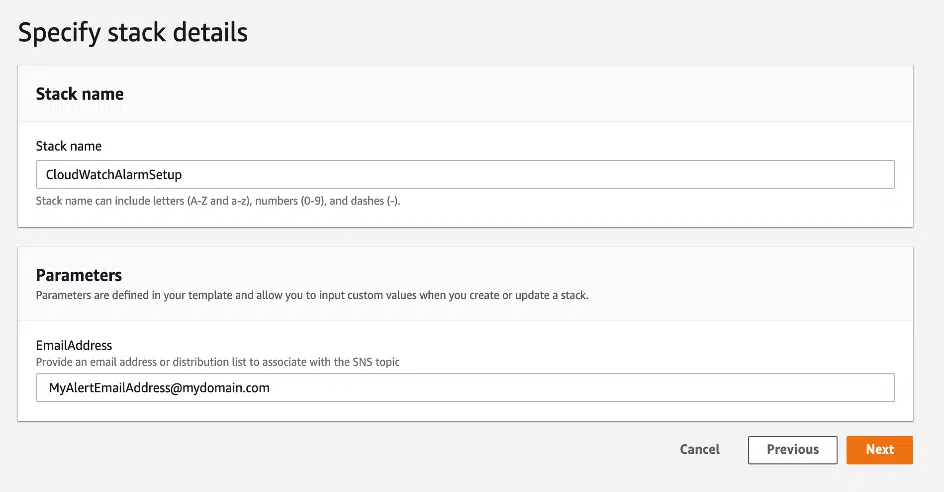 Specify stack details
Stack name
Stack name
CloudWatchAlarmSetup
Stack name can include letters (A-Z and a-z), numbers (0-9), and dashes (-).
Parameters
Parameters are defined in your template and allow you to input custom values when you create or update a stack.
EmailAddress
Provide an email address or distribution list to associate with the SNS topic
MyAlertEmailAddress@mydomain.com
Cancel Previous Next